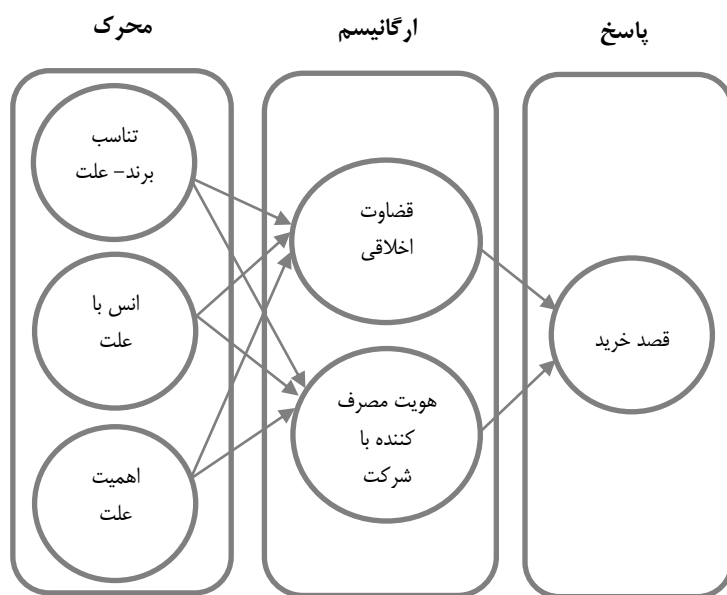 محرک
ارگانیسم
پاسخ
تناسب
برند- علت
انس با
علت
اهمیت
علت
قضاوت
اخلاقی
هویت مصرف
کننده با
شرکت
قصد خرید